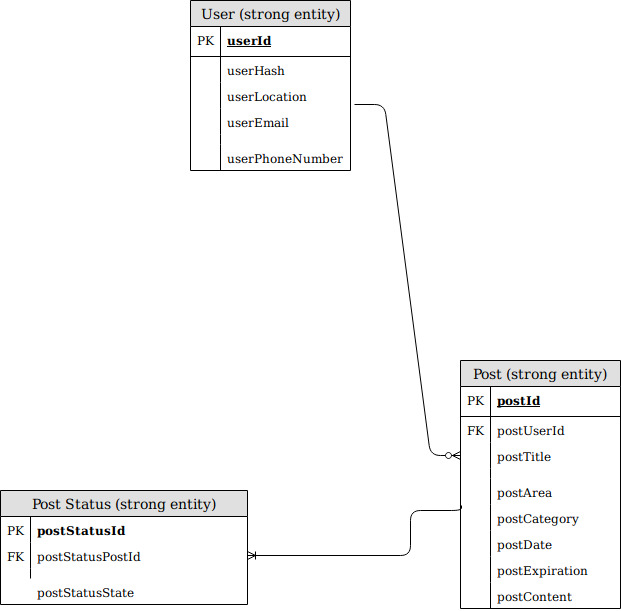 User (strong entity)
PK userId
userHash
userLocation
userEmail
userPhoneNumber
Post (strong entity)
PK postId
FK postUserId
postTitle
postArea
postCategory
postDate
postExpiration
postContent
Post Status (strong entity)
PK postStatusId
FK postStatusPostId
postStatusState